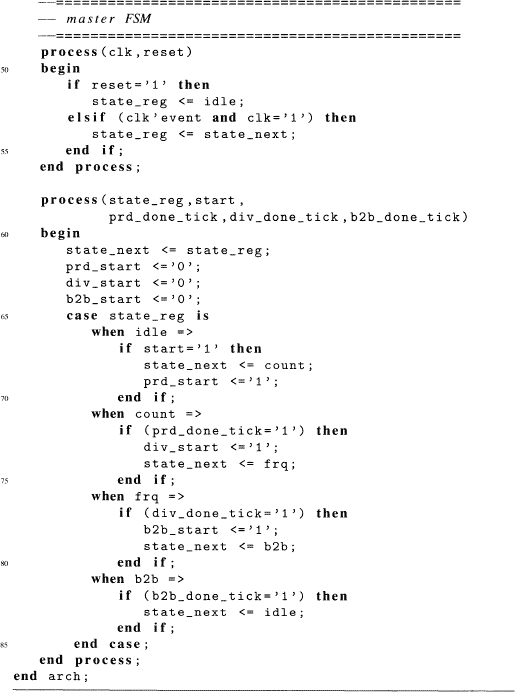 --===============================================
-- master FSM
--===============================================
process(clk,reset)
50 begin
if reset='1' then
state_reg <= idle;
elsif (clk'event and clk='1') then
state_reg <= state_next;
55 end if;
end process;
process(state_reg,start,
prd_done_tick,div_done_tick,b2b_done_tick)
60 begin
state_next <= state_reg;
prd_start <='0';
div_start <='0';
b2b_start <='0';
65 case state_reg is
when idle =>
if start='1' then
state_next <= count;
prd_start <='1';
70 end if;
when count =>
if (prd_done_tick='1') then
div_start <='1';
state_next <= frq;
75 end if;
when frq =>
if (div_done_tick='1') then
b2b_start <='1';
state_next <= b2b;
80 end if;
when b2b =>
if (b2b_done_tick='1') then
state_next <= idle;
end if;
85 end case;
end process;
end arch;